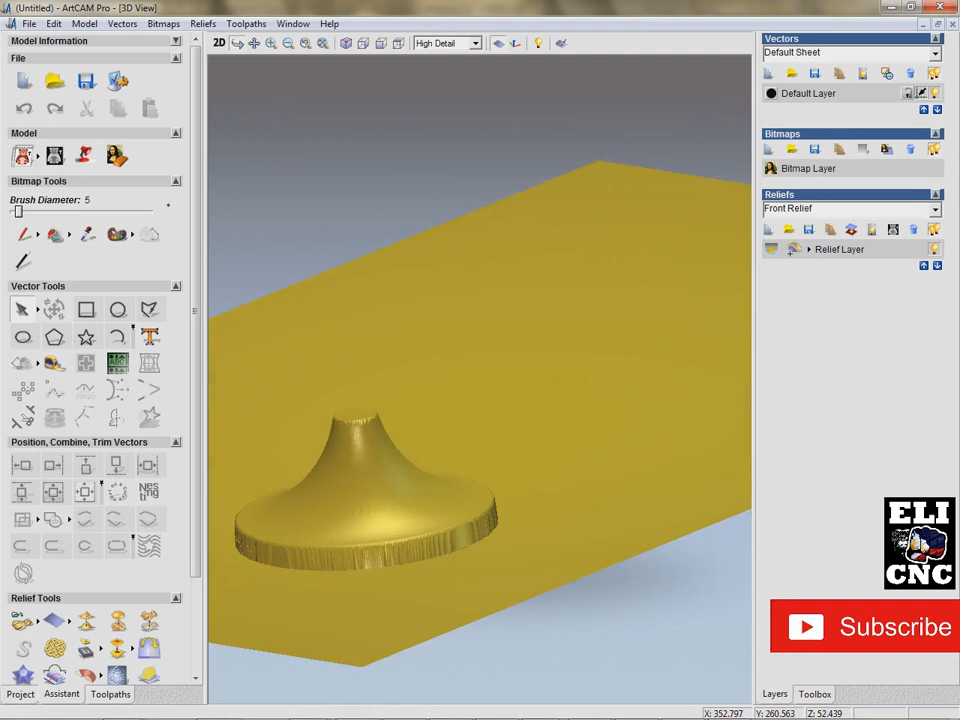 (Untitled) - ArtCAM Pro - [3D View]
File Edit Model Vectors Bitmaps Reliefs Toolpaths Window Help
Model Information
File
Model
Bitmap Tools
Brush Diameter: 5
Vector Tools
ABC
Position, Combine, Trim Vectors
Nesting
Relief Tools
Project Assistant Toolpaths
2D High Detail
Vectors
Default Sheet
Default Layer
Bitmaps
Bitmap Layer
Reliefs
Front Relief
Relief Layer
ELI
CNC
Subscribe
Layers Toolbox
X: 352.797 Y: 260.563 Z: 52.439